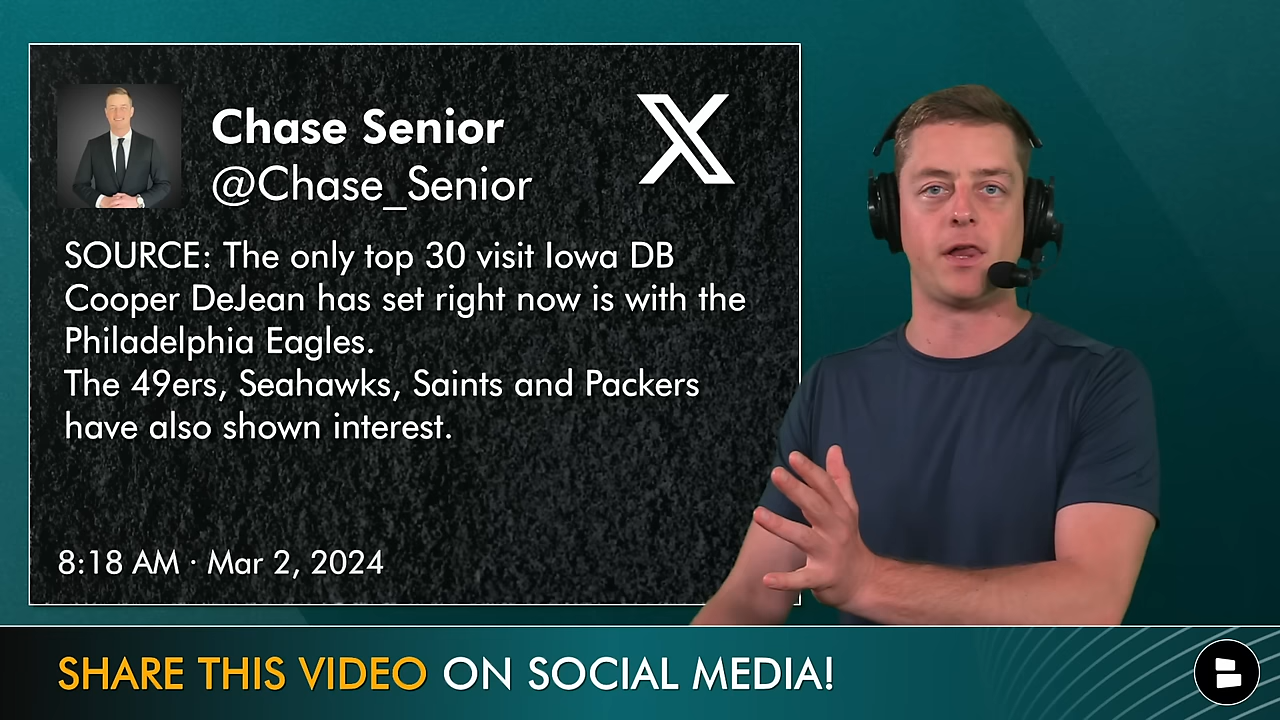 Chase Senior
@Chase_Senior
SOURCE: The only top 30 visit Iowa DB
Cooper DeJean has set right now is with the
Philadelphia Eagles.
The 49ers, Seahawks, Saints and Packers
have also shown interest.
8:18 AM · Mar 2, 2024
SHARE THIS VIDEO ON SOCIAL MEDIA!